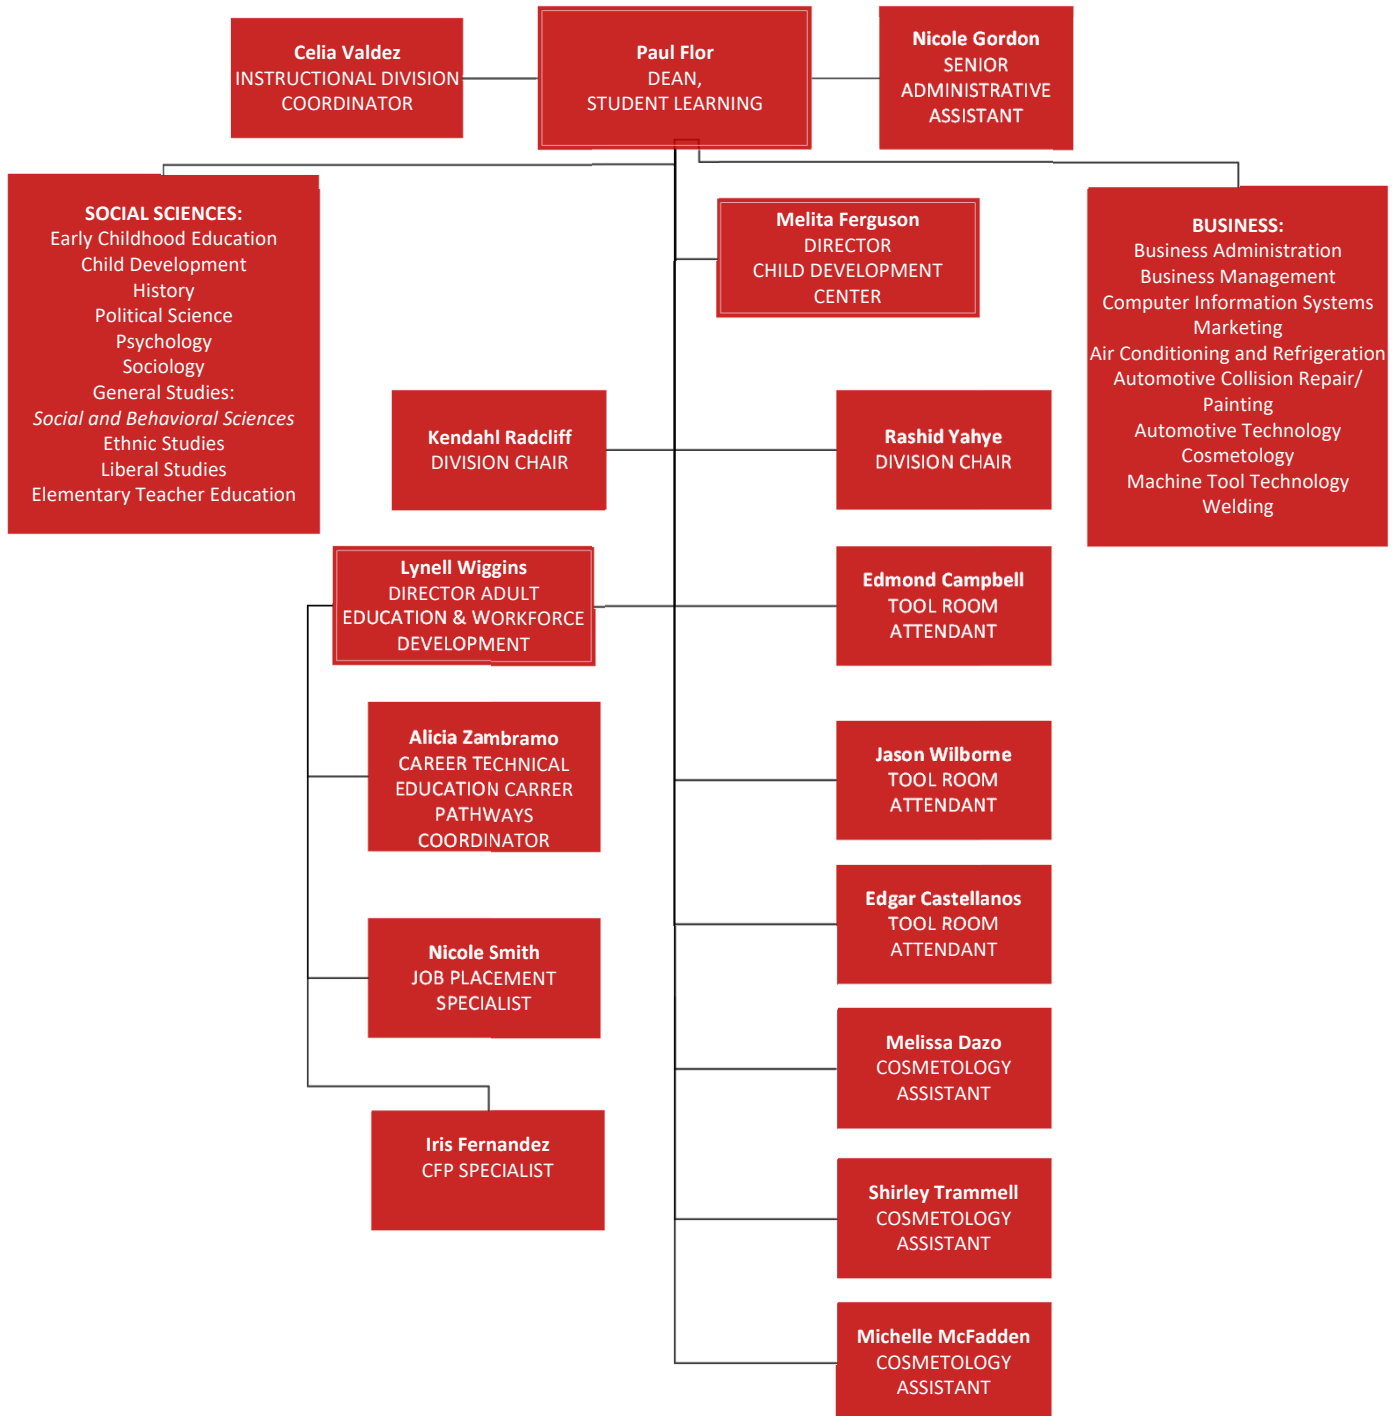 Celia Valdez
INSTRUCTIONAL DIVISION
COORDINATOR
Paul Flor
DEAN,
STUDENT LEARNING
Nicole Gordon
SENIOR
ADMINISTRATIVE
ASSISTANT
SOCIAL SCIENCES:
Early Childhood Education
Child Development
History
Political Science
Psychology
Sociology
General Studies:
Social and Behavioral Sciences
Ethnic Studies
Liberal Studies
Elementary Teacher Education
Melita Ferguson
DIRECTOR
CHILD DEVELOPMENT
CENTER
BUSINESS:
Business Administration
Business Management
Computer Information Systems
Marketing
Air Conditioning and Refrigeration
Automotive Collision Repair/
Painting
Automotive Technology
Cosmetology
Machine Tool Technology
Welding
Kendahl Radcliff
DIVISION CHAIR
Rashid Yahye
DIVISION CHAIR
Lynell Wiggins
DIRECTOR ADULT
EDUCATION & WORKFORCE
DEVELOPMENT
Edmond Campbell
TOOL ROOM
ATTENDANT
Alicia Zambramo
CAREER TECHNICAL
EDUCATION CARRER
PATHWAYS
COORDINATOR
Jason Wilborne
TOOL ROOM
ATTENDANT
Edgar Castellanos
TOOL ROOM
ATTENDANT
Nicole Smith
JOB PLACEMENT
SPECIALIST
Melissa Dazo
COSMETOLOGY
ASSISTANT
Iris Fernandez
CFP SPECIALIST
Shirley Trammell
COSMETOLOGY
ASSISTANT
Michelle McFadden
COSMETOLOGY
ASSISTANT